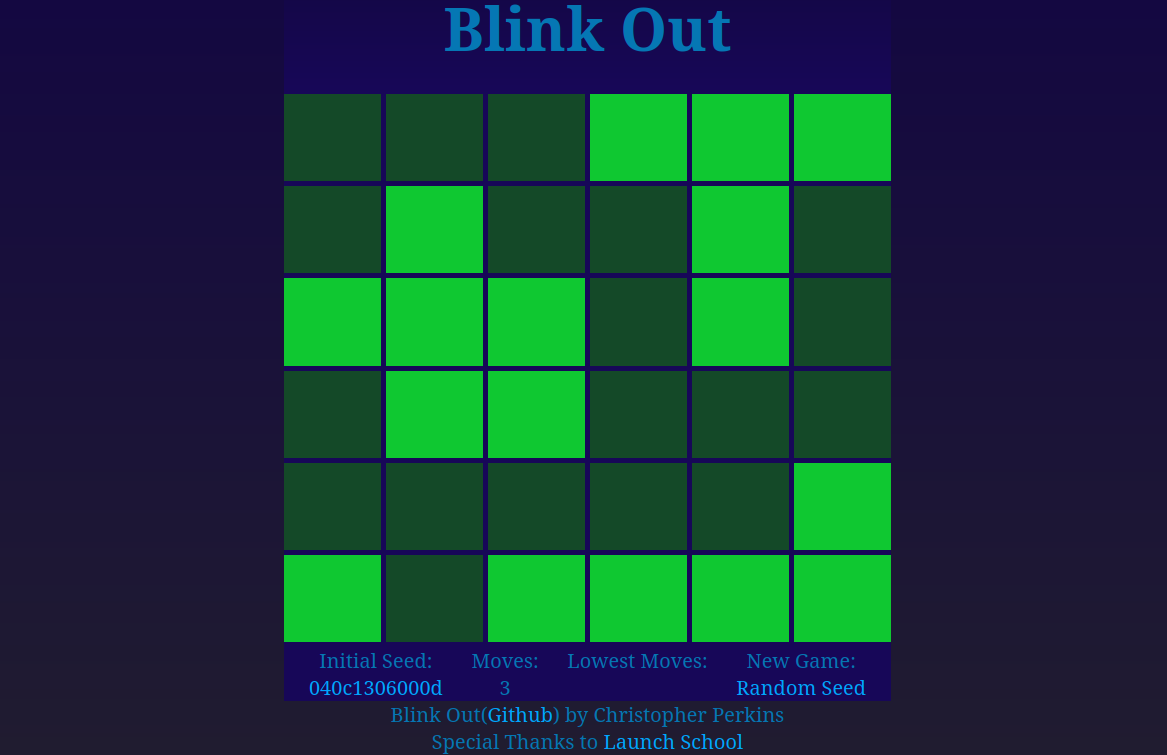 Blink Out
Initial Seed: Moves: Lowest Moves: New Game:
040c1306000d 3 Random Seed
Blink Out(Github) by Christopher Perkins
Special Thanks to Launch School